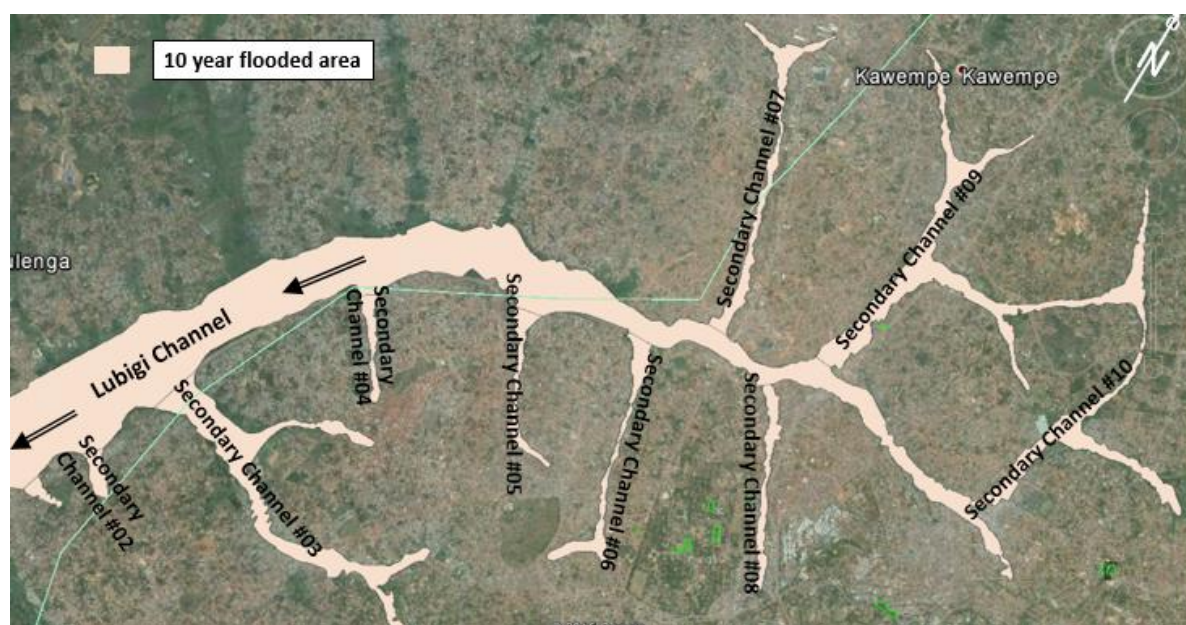 10 year flooded area
Kawempe Kawempe
N
Secondary Channel #07
Secondary Channel #09
ulenga
Lubigi Channel
Secondary
Channel #04
Secondary Channel #05
Secondary Channel #06
Secondary Channel #08
Secondary Channel #10
Secondary Channel #03
Secondary
Channel #02